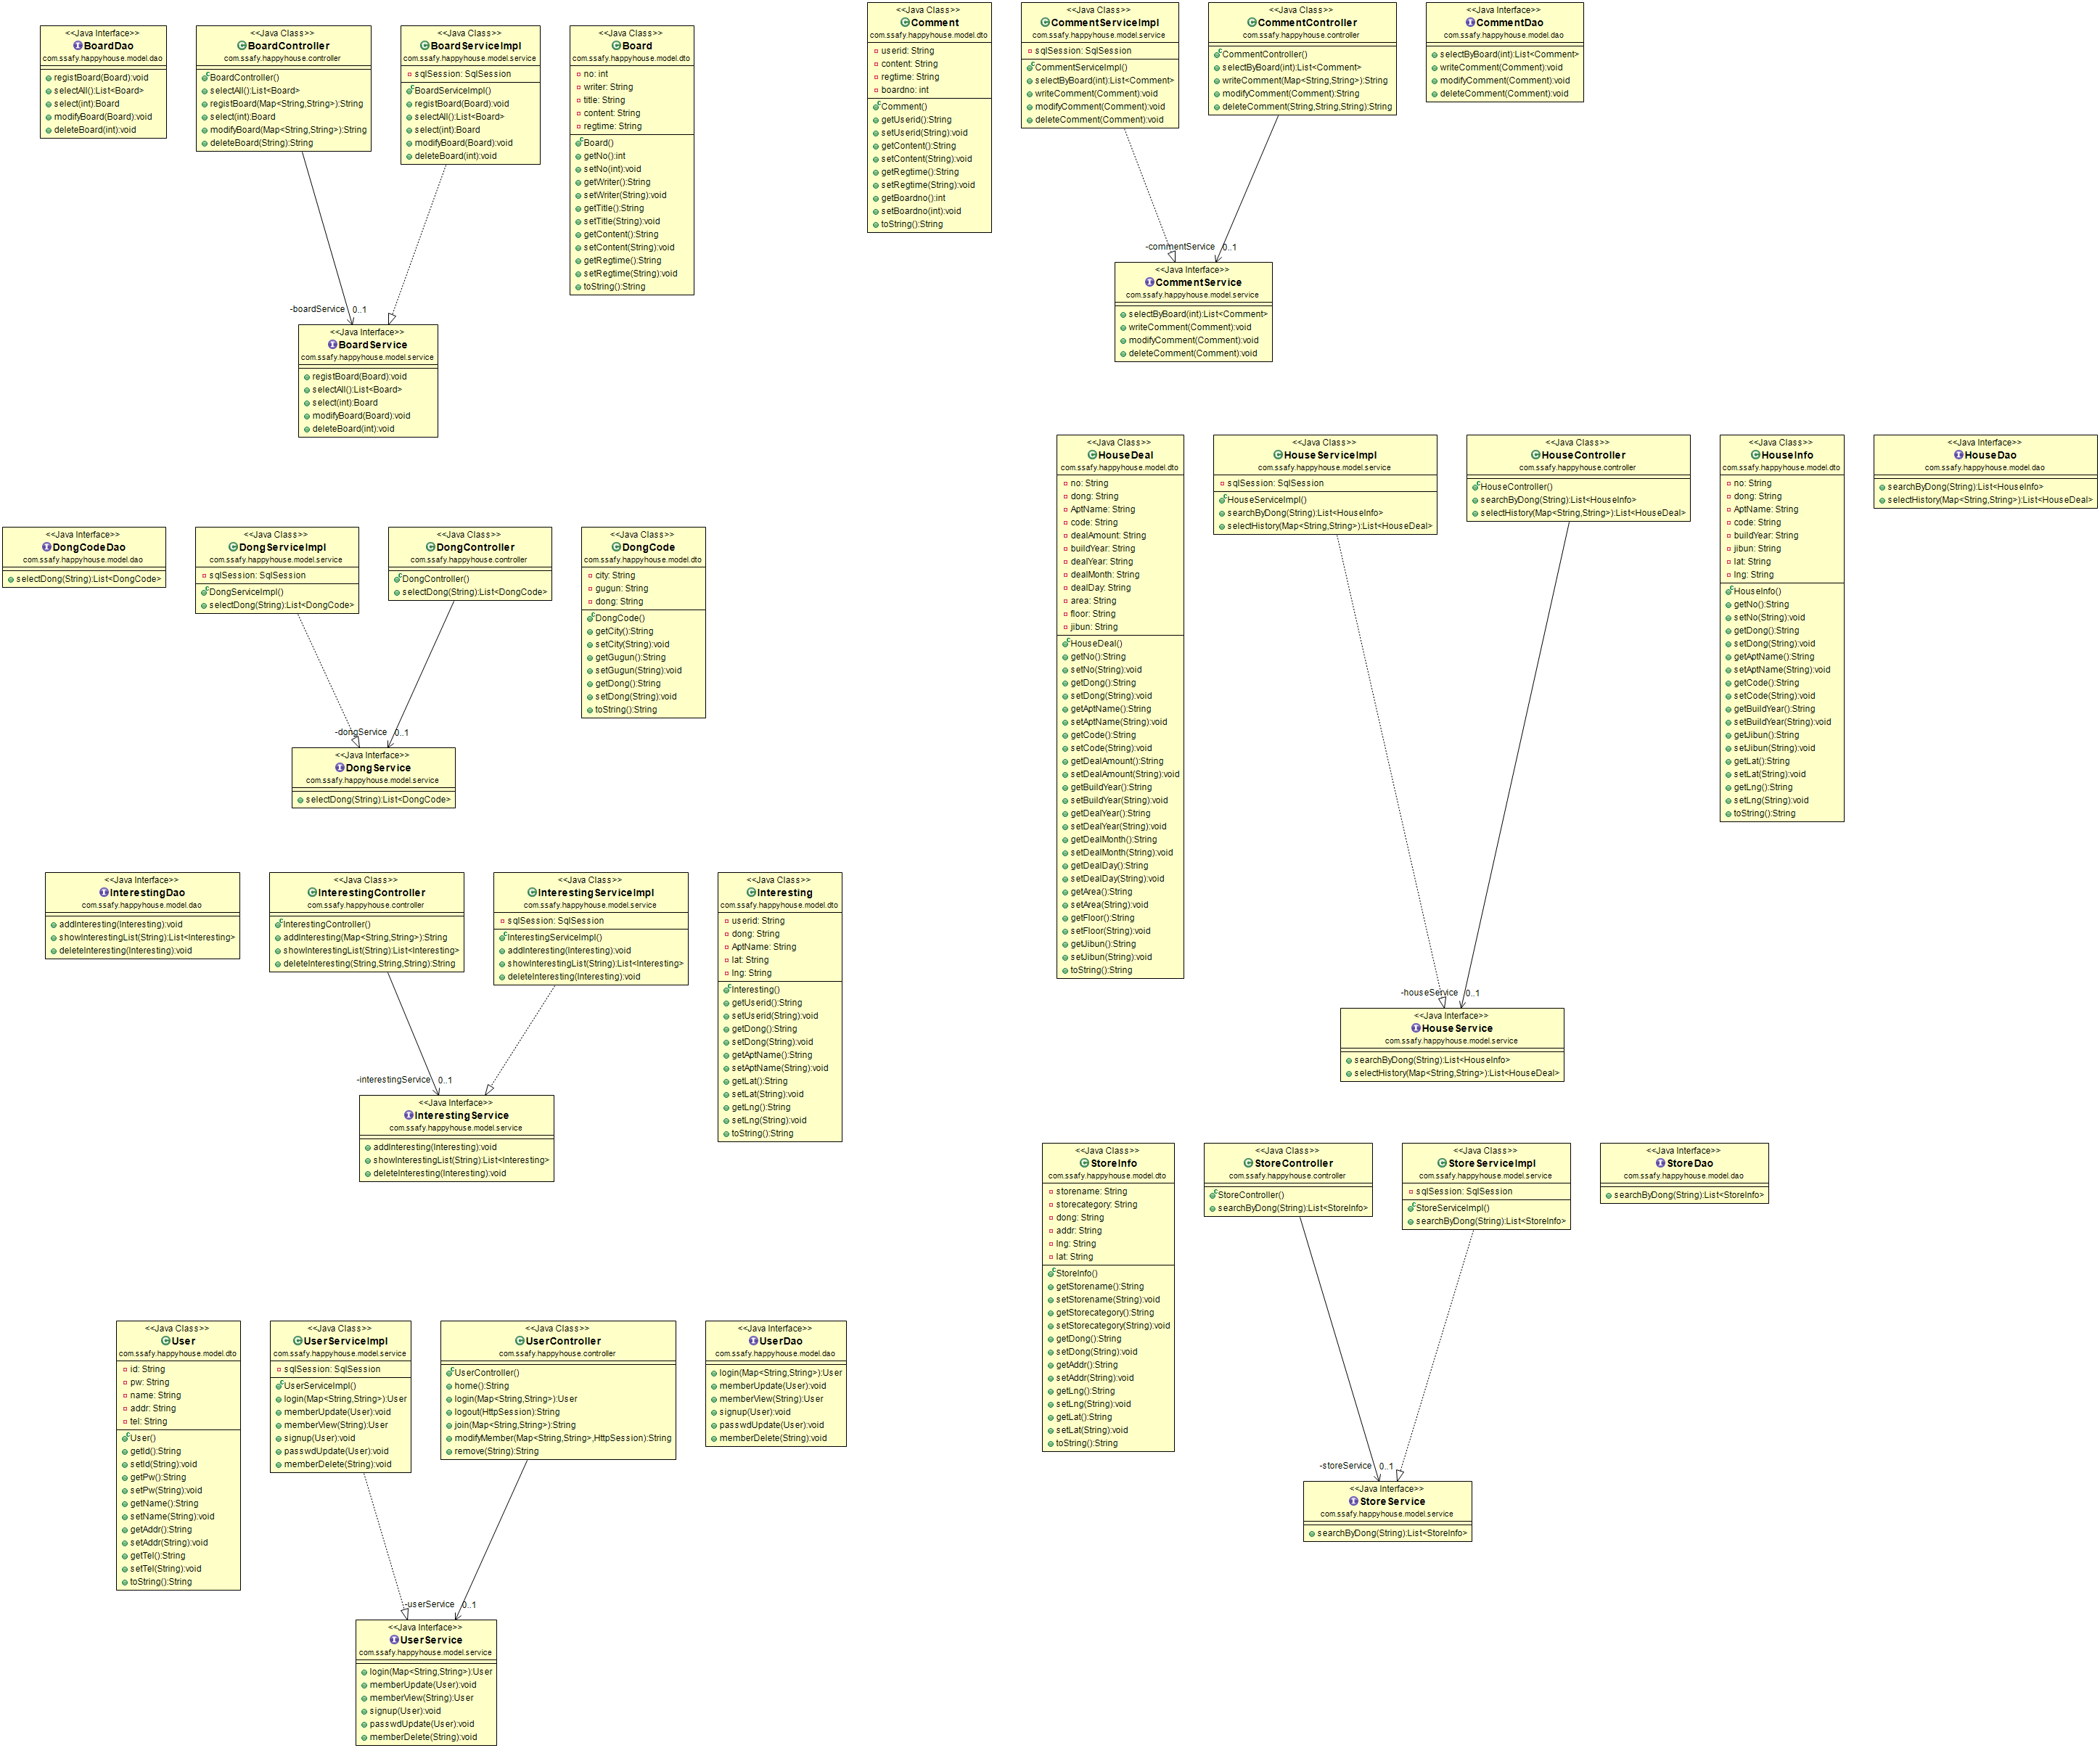 <<Java Interface>>
BoardDao
com.ssafy.happyhouse.model.dao
registBoard(Board):void
selectAll():List<Board>
select(int):Board
modifyBoard(Board):void
deleteBoard(int):void
<<Java Class>>
BoardController
com.ssafy.happyhouse.controller
BoardController()
selectAll():List<Board>
registBoard(Map<String,String>):String
select(int):Board
modifyBoard(Map<String,String>):String
deleteBoard(String):String
<<Java Class>>
BoardServiceImpl
com.ssafy.happyhouse.model.service
sqlSession: SqlSession
BoardServiceImpl()
registBoard(Board):void
selectAll():List<Board>
select(int):Board
modifyBoard(Board):void
deleteBoard(int):void
<<Java Class>>
Board
com.ssafy.happyhouse.model.dto
no: int
writer: String
title: String
content: String
regtime: String
Board()
getNo():int
setNo(int):void
getWriter():String
setWriter(String):void
getTitle():String
setTitle(String):void
getContent():String
setContent(String):void
getRegtime():String
setRegtime(String):void
toString():String
-boardService 0..1
<<Java Interface>>
BoardService
com.ssafy.happyhouse.model.service
registBoard(Board):void
selectAll():List<Board>
select(int):Board
modifyBoard(Board):void
deleteBoard(int):void
<<Java Class>>
Comment
com.ssafy.happyhouse.model.dto
userid: String
content: String
regtime: String
boardno: int
Comment()
getUserid():String
setUserid(String):void
getContent():String
setContent(String):void
getRegtime():String
setRegtime(String):void
getBoardno():int
setBoardno(int):void
toString():String
<<Java Class>>
CommentServiceImpl
com.ssafy.happyhouse.model.service
sqlSession: SqlSession
CommentServiceImpl()
selectByBoard(int):List<Comment>
writeComment(Comment):void
modifyComment(Comment):void
deleteComment(Comment):void
<<Java Class>>
CommentController
com.ssafy.happyhouse.controller
CommentController()
selectByBoard(int):List<Comment>
writeComment(Map<String,String>):String
modifyComment(Comment):String
deleteComment(String,String,String):String
<<Java Interface>>
CommentDao
com.ssafy.happyhouse.model.dao
selectByBoard(int):List<Comment>
writeComment(Comment):void
modifyComment(Comment):void
deleteComment(Comment):void
-commentService 0..1
<<Java Interface>>
CommentService
com.ssafy.happyhouse.model.service
selectByBoard(int):List<Comment>
writeComment(Comment):void
modifyComment(Comment):void
deleteComment(Comment):void
<<Java Interface>>
DongCodeDao
com.ssafy.happyhouse.model.dao
selectDong(String):List<DongCode>
<<Java Class>>
DongServiceImpl
com.ssafy.happyhouse.model.service
sqlSession: SqlSession
DongServiceImpl()
selectDong(String):List<DongCode>
<<Java Class>>
DongController
com.ssafy.happyhouse.controller
DongController()
selectDong(String):List<DongCode>
<<Java Class>>
DongCode
com.ssafy.happyhouse.model.dto
city: String
gugun: String
dong: String
DongCode()
getCity():String
setCity(String):void
getGugun():String
setGugun(String):void
getDong():String
setDong(String):void
toString():String
-dongService 0..1
<<Java Interface>>
DongService
com.ssafy.happyhouse.model.service
selectDong(String):List<DongCode>
<<Java Class>>
HouseDeal
com.ssafy.happyhouse.model.dto
no: String
dong: String
AptName: String
code: String
dealAmount: String
buildYear: String
dealYear: String
dealMonth: String
dealDay: String
area: String
floor: String
jibun: String
HouseDeal()
getNo():String
setNo(String):void
getDong():String
setDong(String):void
getAptName():String
setAptName(String):void
getCode():String
setCode(String):void
getDealAmount():String
setDealAmount(String):void
getBuildYear():String
setBuildYear(String):void
getDealYear():String
setDealYear(String):void
getDealMonth():String
setDealMonth(String):void
getDealDay():String
setDealDay(String):void
getArea():String
setArea(String):void
getFloor():String
setFloor(String):void
getJibun():String
setJibun(String):void
toString():String
<<Java Class>>
HouseServiceImpl
com.ssafy.happyhouse.model.service
sqlSession: SqlSession
HouseServiceImpl()
searchByDong(String):List<HouseInfo>
selectHistory(Map<String,String>):List<HouseDeal>
<<Java Class>>
HouseController
com.ssafy.happyhouse.controller
HouseController()
searchByDong(String):List<HouseInfo>
selectHistory(Map<String,String>):List<HouseDeal>
<<Java Class>>
HouseInfo
com.ssafy.happyhouse.model.dto
no: String
dong: String
AptName: String
code: String
buildYear: String
jibun: String
lat: String
lng: String
HouseInfo()
getNo():String
setNo(String):void
getDong():String
setDong(String):void
getAptName():String
setAptName(String):void
getCode():String
setCode(String):void
getBuildYear():String
setBuildYear(String):void
getJibun():String
setJibun(String):void
getLat():String
setLat(String):void
getLng():String
setLng(String):void
toString():String
<<Java Interface>>
HouseDao
com.ssafy.happyhouse.model.dao
searchByDong(String):List<HouseInfo>
selectHistory(Map<String,String>):List<HouseDeal>
-houseService 0..1
<<Java Interface>>
HouseService
com.ssafy.happyhouse.model.service
searchByDong(String):List<HouseInfo>
selectHistory(Map<String,String>):List<HouseDeal>
<<Java Interface>>
InterestingDao
com.ssafy.happyhouse.model.dao
addInteresting(Interesting):void
showInterestingList(String):List<Interesting>
deleteInteresting(Interesting):void
<<Java Class>>
InterestingController
com.ssafy.happyhouse.controller
InterestingController()
addInteresting(Map<String,String>):String
showInterestingList(String):List<Interesting>
deleteInteresting(String,String,String):String
<<Java Class>>
InterestingServiceImpl
com.ssafy.happyhouse.model.service
sqlSession: SqlSession
InterestingServiceImpl()
addInteresting(Interesting):void
showInterestingList(String):List<Interesting>
deleteInteresting(Interesting):void
<<Java Class>>
Interesting
com.ssafy.happyhouse.model.dto
userid: String
dong: String
AptName: String
lat: String
lng: String
Interesting()
getUserid():String
setUserid(String):void
getDong():String
setDong(String):void
getAptName():String
setAptName(String):void
getLat():String
setLat(String):void
getLng():String
setLng(String):void
toString():String
-interestingService 0..1
<<Java Interface>>
InterestingService
com.ssafy.happyhouse.model.service
addInteresting(Interesting):void
showInterestingList(String):List<Interesting>
deleteInteresting(Interesting):void
<<Java Class>>
StoreInfo
com.ssafy.happyhouse.model.dto
storename: String
storecategory: String
dong: String
addr: String
lng: String
lat: String
StoreInfo()
getStorename():String
setStorename(String):void
getStorecategory():String
setStorecategory(String):void
getDong():String
setDong(String):void
getAddr():String
setAddr(String):void
getLng():String
setLng(String):void
getLat():String
setLat(String):void
toString():String
<<Java Class>>
StoreController
com.ssafy.happyhouse.controller
StoreController()
searchByDong(String):List<StoreInfo>
<<Java Class>>
StoreServiceImpl
com.ssafy.happyhouse.model.service
sqlSession: SqlSession
StoreServiceImpl()
searchByDong(String):List<StoreInfo>
<<Java Interface>>
StoreDao
com.ssafy.happyhouse.model.dao
searchByDong(String):List<StoreInfo>
-storeService 0..1
<<Java Interface>>
StoreService
com.ssafy.happyhouse.model.service
searchByDong(String):List<StoreInfo>
<<Java Class>>
User
com.ssafy.happyhouse.model.dto
id: String
pw: String
name: String
addr: String
tel: String
User()
getId():String
setId(String):void
getPw():String
setPw(String):void
getName():String
setName(String):void
getAddr():String
setAddr(String):void
getTel():String
setTel(String):void
toString():String
<<Java Class>>
UserServiceImpl
com.ssafy.happyhouse.model.service
sqlSession: SqlSession
UserServiceImpl()
login(Map<String,String>):User
memberUpdate(User):void
memberView(String):User
signup(User):void
passwdUpdate(User):void
memberDelete(String):void
<<Java Class>>
UserController
com.ssafy.happyhouse.controller
UserController()
home():String
login(Map<String,String>):User
logout(HttpSession):String
join(Map<String,String>):String
modifyMember(Map<String,String>,HttpSession):String
remove(String):String
<<Java Interface>>
UserDao
com.ssafy.happyhouse.model.dao
login(Map<String,String>):User
memberUpdate(User):void
memberView(String):User
signup(User):void
passwdUpdate(User):void
memberDelete(String):void
-userService 0..1
<<Java Interface>>
UserService
com.ssafy.happyhouse.model.service
login(Map<String,String>):User
memberUpdate(User):void
memberView(String):User
signup(User):void
passwdUpdate(User):void
memberDelete(String):void